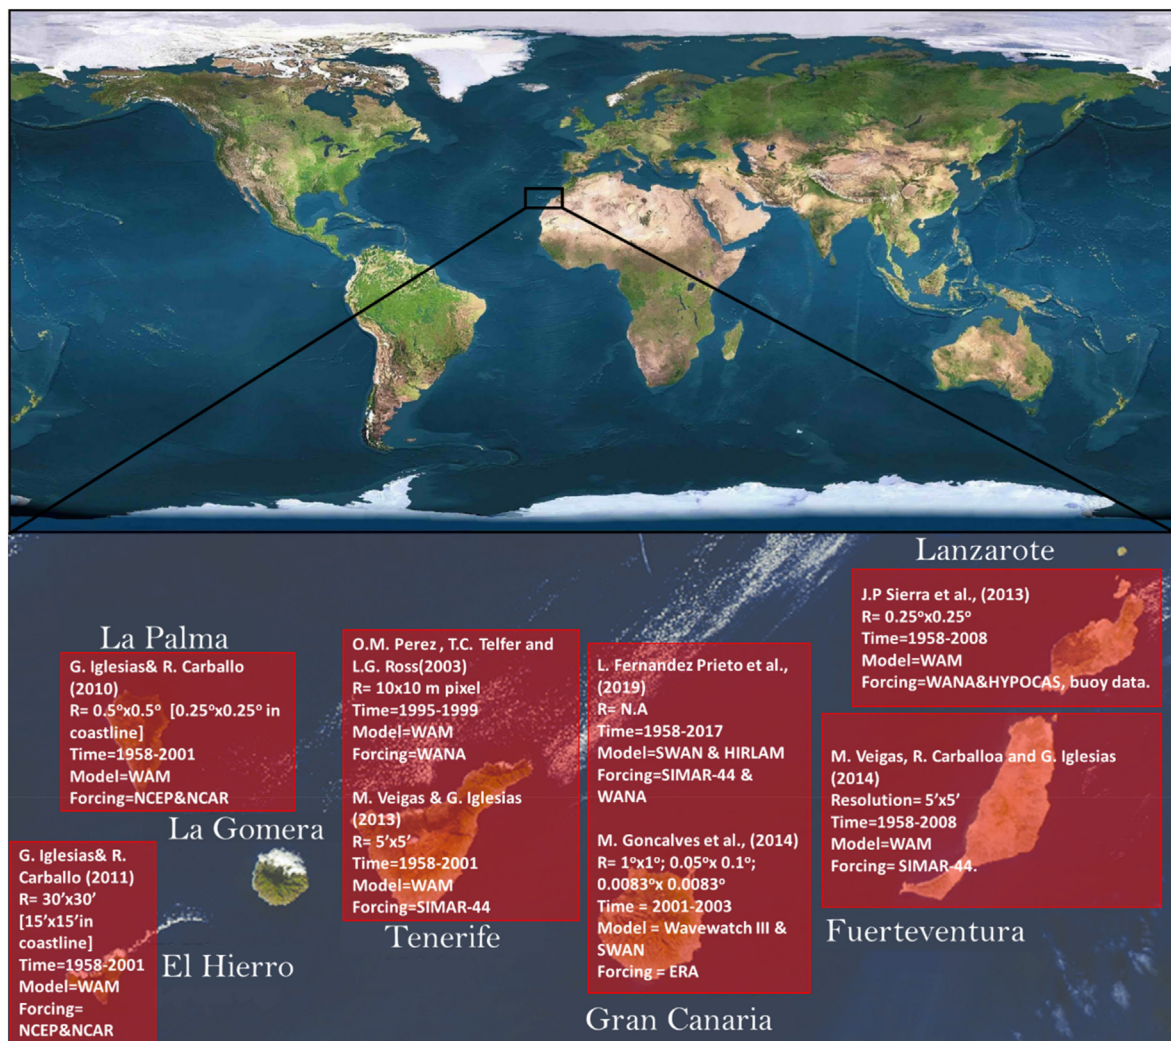 Lanzarote
J.P Sierra et al., (2013)
R= 0.25ºx0.25º
Time=1958-2008
Model=WAM
Forcing=WANA&HYPOCAS, buoy data.
La Palma
G. Iglesias& R. Carballo
(2010)
R= 0.5ºx0.5º [0.25ºx0.25º in
coastline]
Time=1958-2001
Model=WAM
Forcing=NCEP&NCAR
O.M. Perez , T.C. Telfer and
L.G. Ross(2003)
R= 10x10 m pixel
Time=1995-1999
Model=WAM
Forcing=WANA
M. Veigas & G. Iglesias
(2013)
R= 5’x5’
Time=1958-2001
Model=WAM
Forcing=SIMAR-44
Tenerife
L. Fernandez Prieto et al.,
(2019)
R= N.A
Time=1958-2017
Model=SWAN & HIRLAM
Forcing=SIMAR-44 &
WANA
M. Goncalves et al., (2014)
R= 1ºx1º; 0.05ºx 0.1º;
0.0083ºx 0.0083º
Time = 2001-2003
Model = Wavewatch III &
SWAN
Forcing = ERA
Gran Canaria
M. Veigas, R. Carballoa and G. Iglesias
(2014)
Resolution= 5’x5’
Time=1958-2008
Model=WAM
Forcing= SIMAR-44.
Fuerteventura
La Gomera
G. Iglesias& R.
Carballo (2011)
R= 30’x30’
[15’x15’in
coastline]
Time=1958-2001
Model=WAM
Forcing=
NCEP&NCAR
El Hierro